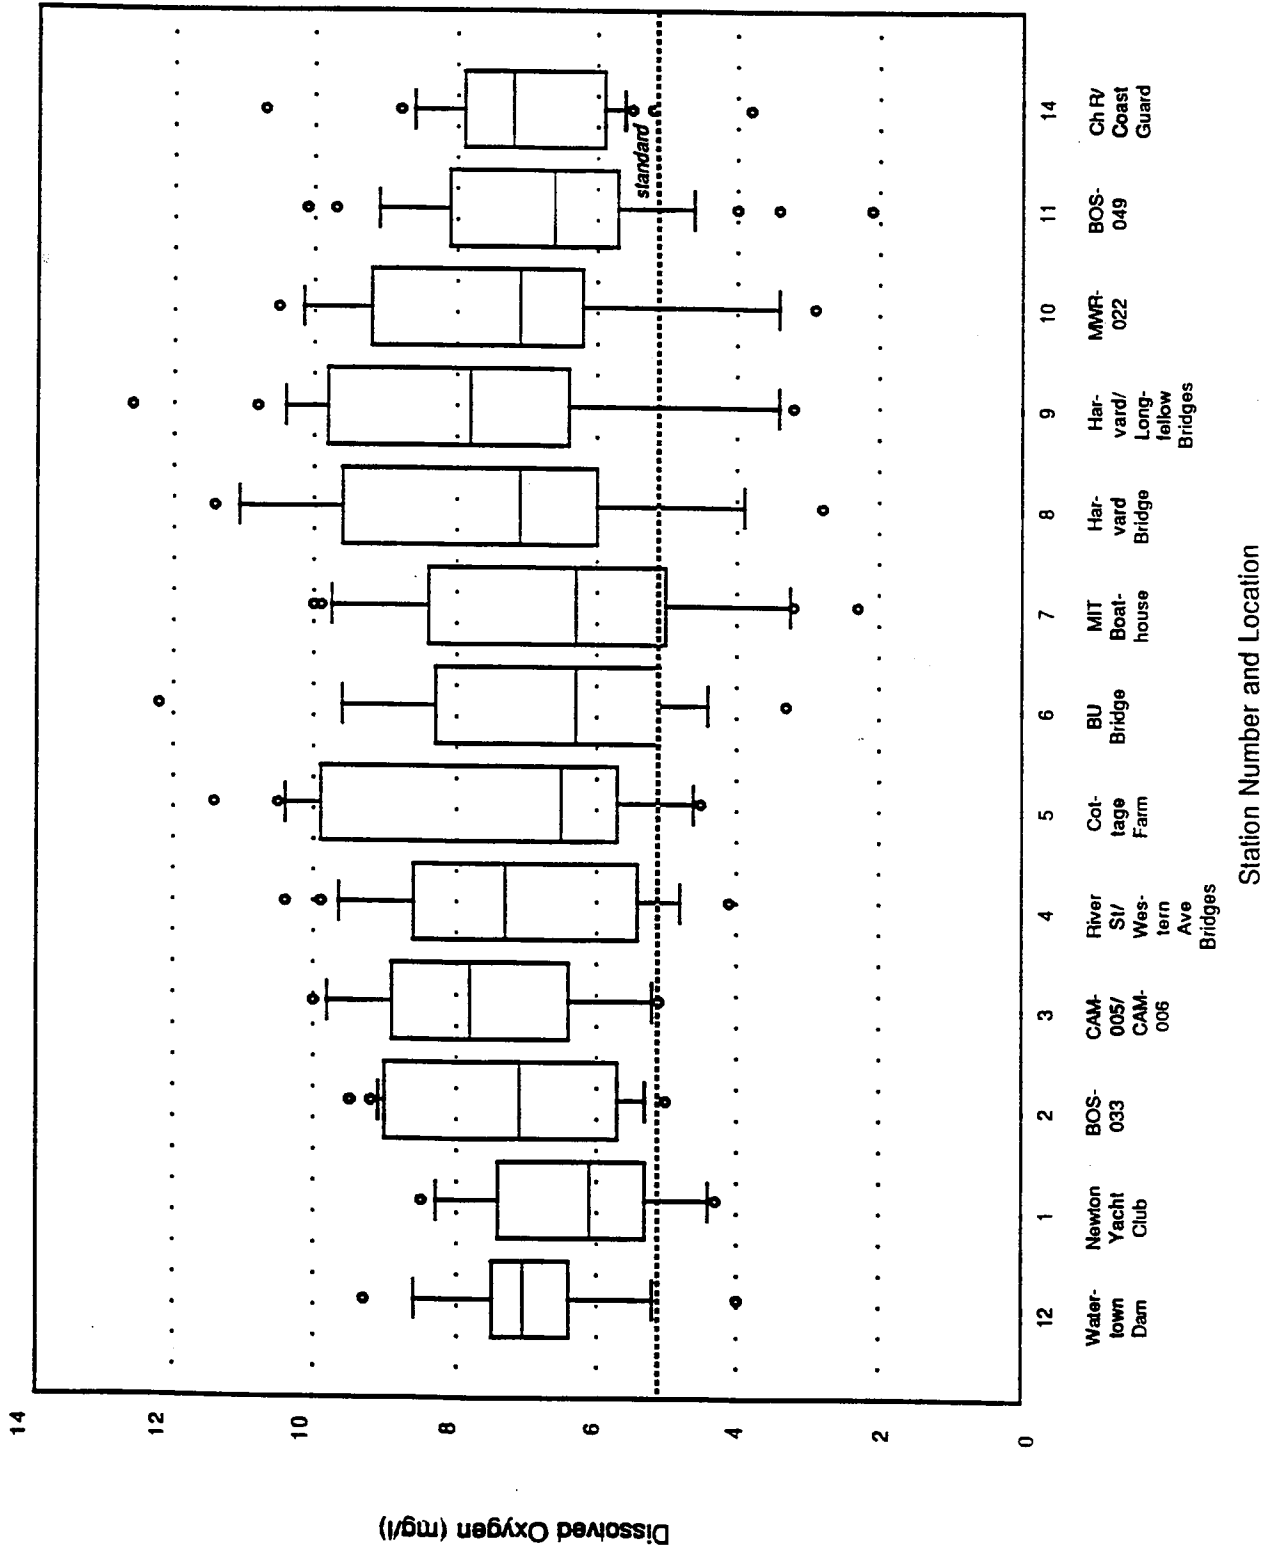 Dissolved Oxygen (mg/l)
14
12
10
8
6
4
2
0
standard
12
1
2
3
4
5
6
7
8
9
10
11
14
Water-
town
Dam
Newton
Yacht
Club
BOS-
033
CAM-
005/
CAM-
006
River
St/
Wes-
tern
Ave
Bridges
Cot-
tage
Farm
BU
Bridge
MIT
Boat-
house
Har-
vard
Bridge
Har-
vard/
Long-
fellow
Bridges
MWR-
022
BOS-
049
Ch R/
Coast
Guard
Station Number and Location